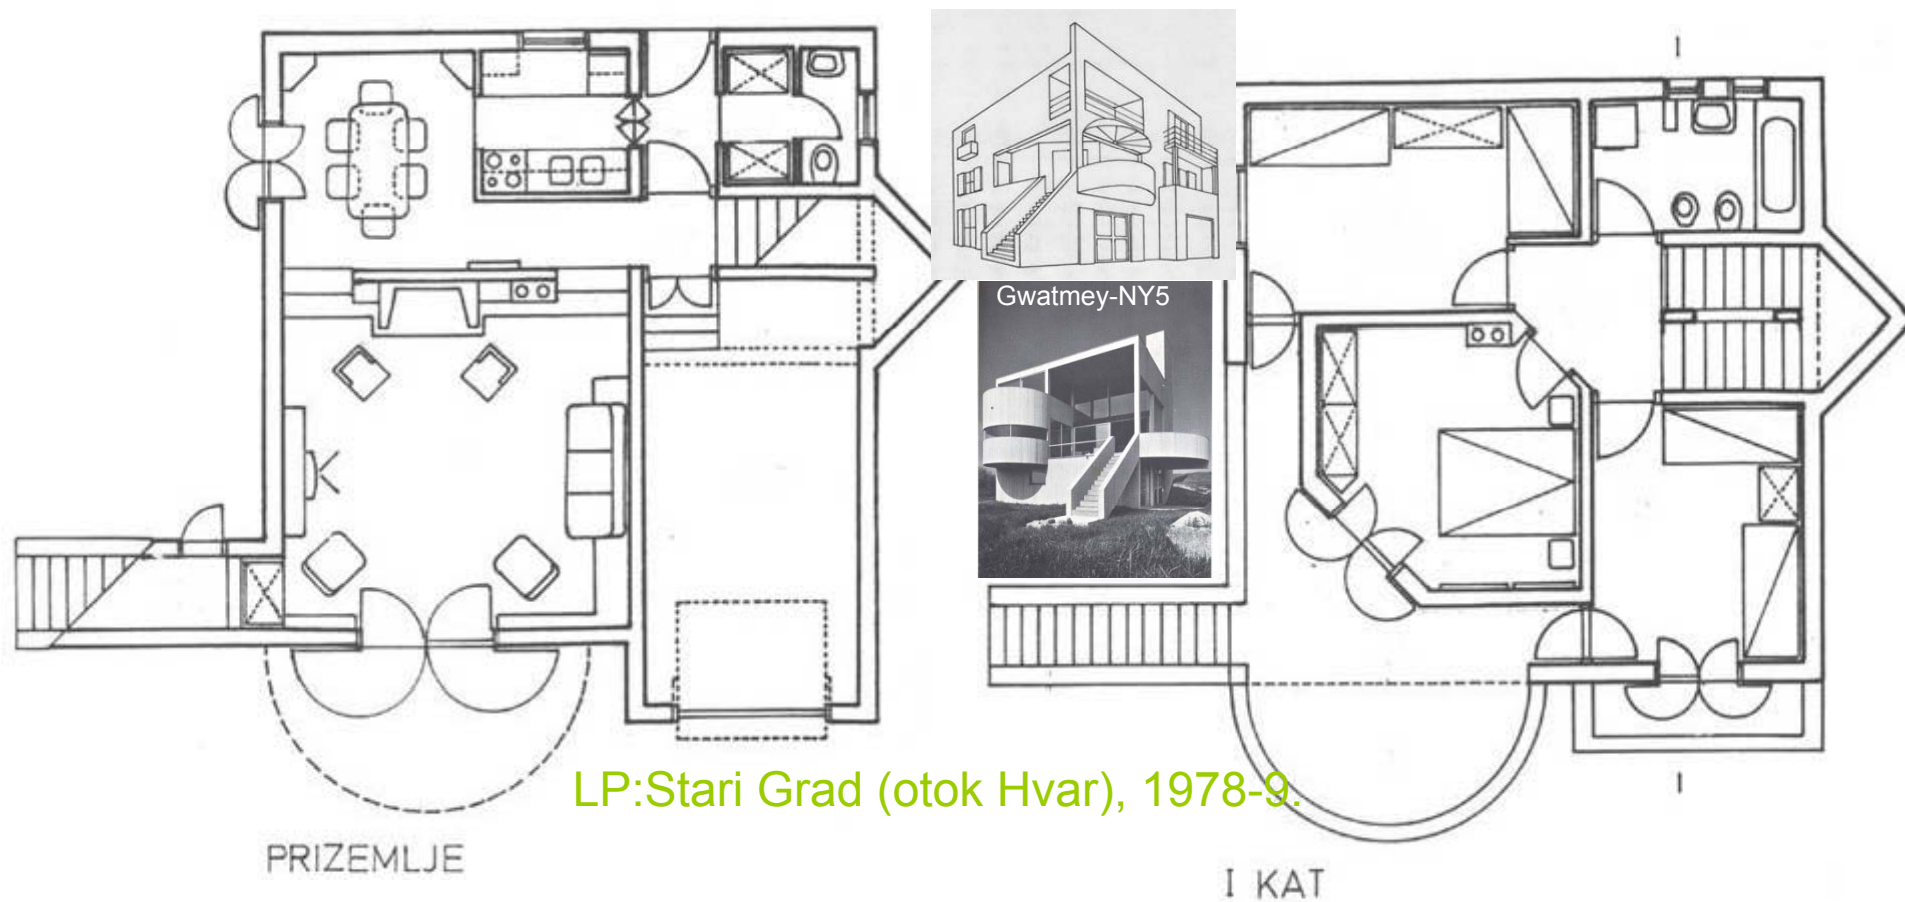 Gwatmey-NY5
LP:Stari Grad (otok Hvar), 1978-9.
PRIZEMLJE
I
I
I KAT